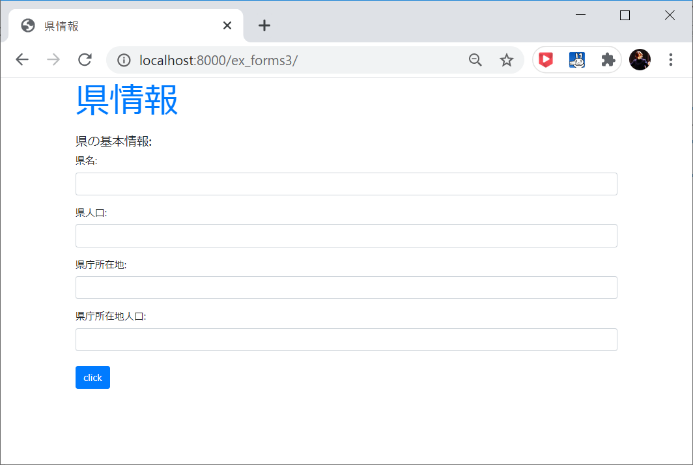 県情報
localhost:8000/ex_forms3/
県情報
県の基本情報:
県名:
県人口:
県庁所在地:
県庁所在地人口:
click